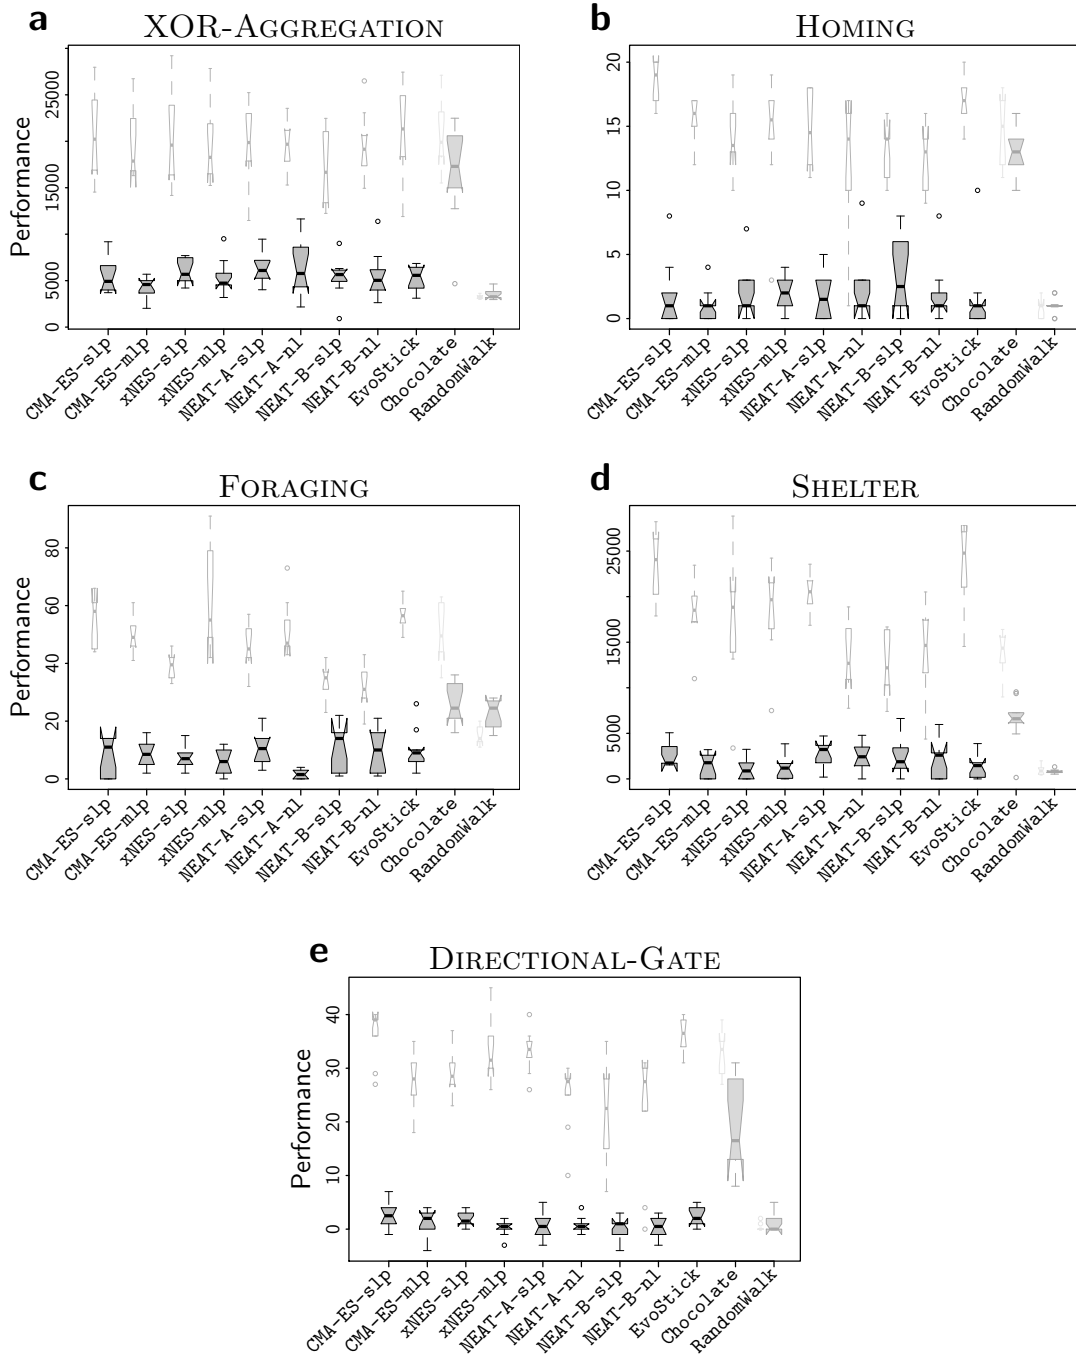 a XOR-AGGREGATION
Performance
0 5000 15000 25000
CMA-ES-slp
CMA-ES-mlp
xNES-slp
xNES-mlp
NEAT-A-slp
NEAT-A-nl
NEAT-B-slp
NEAT-B-nl
EvoStick
Chocolate
RandomWalk
b HOMING
0 5 10 15 20
CMA-ES-slp
CMA-ES-mlp
xNES-slp
xNES-mlp
NEAT-A-slp
NEAT-A-nl
NEAT-B-slp
NEAT-B-nl
EvoStick
Chocolate
RandomWalk
c FORAGING
Performance
0 20 40 60 80
CMA-ES-slp
CMA-ES-mlp
xNES-slp
xNES-mlp
NEAT-A-slp
NEAT-A-nl
NEAT-B-slp
NEAT-B-nl
EvoStick
Chocolate
RandomWalk
d SHELTER
0 5000 15000 25000
CMA-ES-slp
CMA-ES-mlp
xNES-slp
xNES-mlp
NEAT-A-slp
NEAT-A-nl
NEAT-B-slp
NEAT-B-nl
EvoStick
Chocolate
RandomWalk
e DIRECTIONAL-GATE
Performance
0 10 20 30 40
CMA-ES-slp
CMA-ES-mlp
xNES-slp
xNES-mlp
NEAT-A-slp
NEAT-A-nl
NEAT-B-slp
NEAT-B-nl
EvoStick
Chocolate
RandomWalk